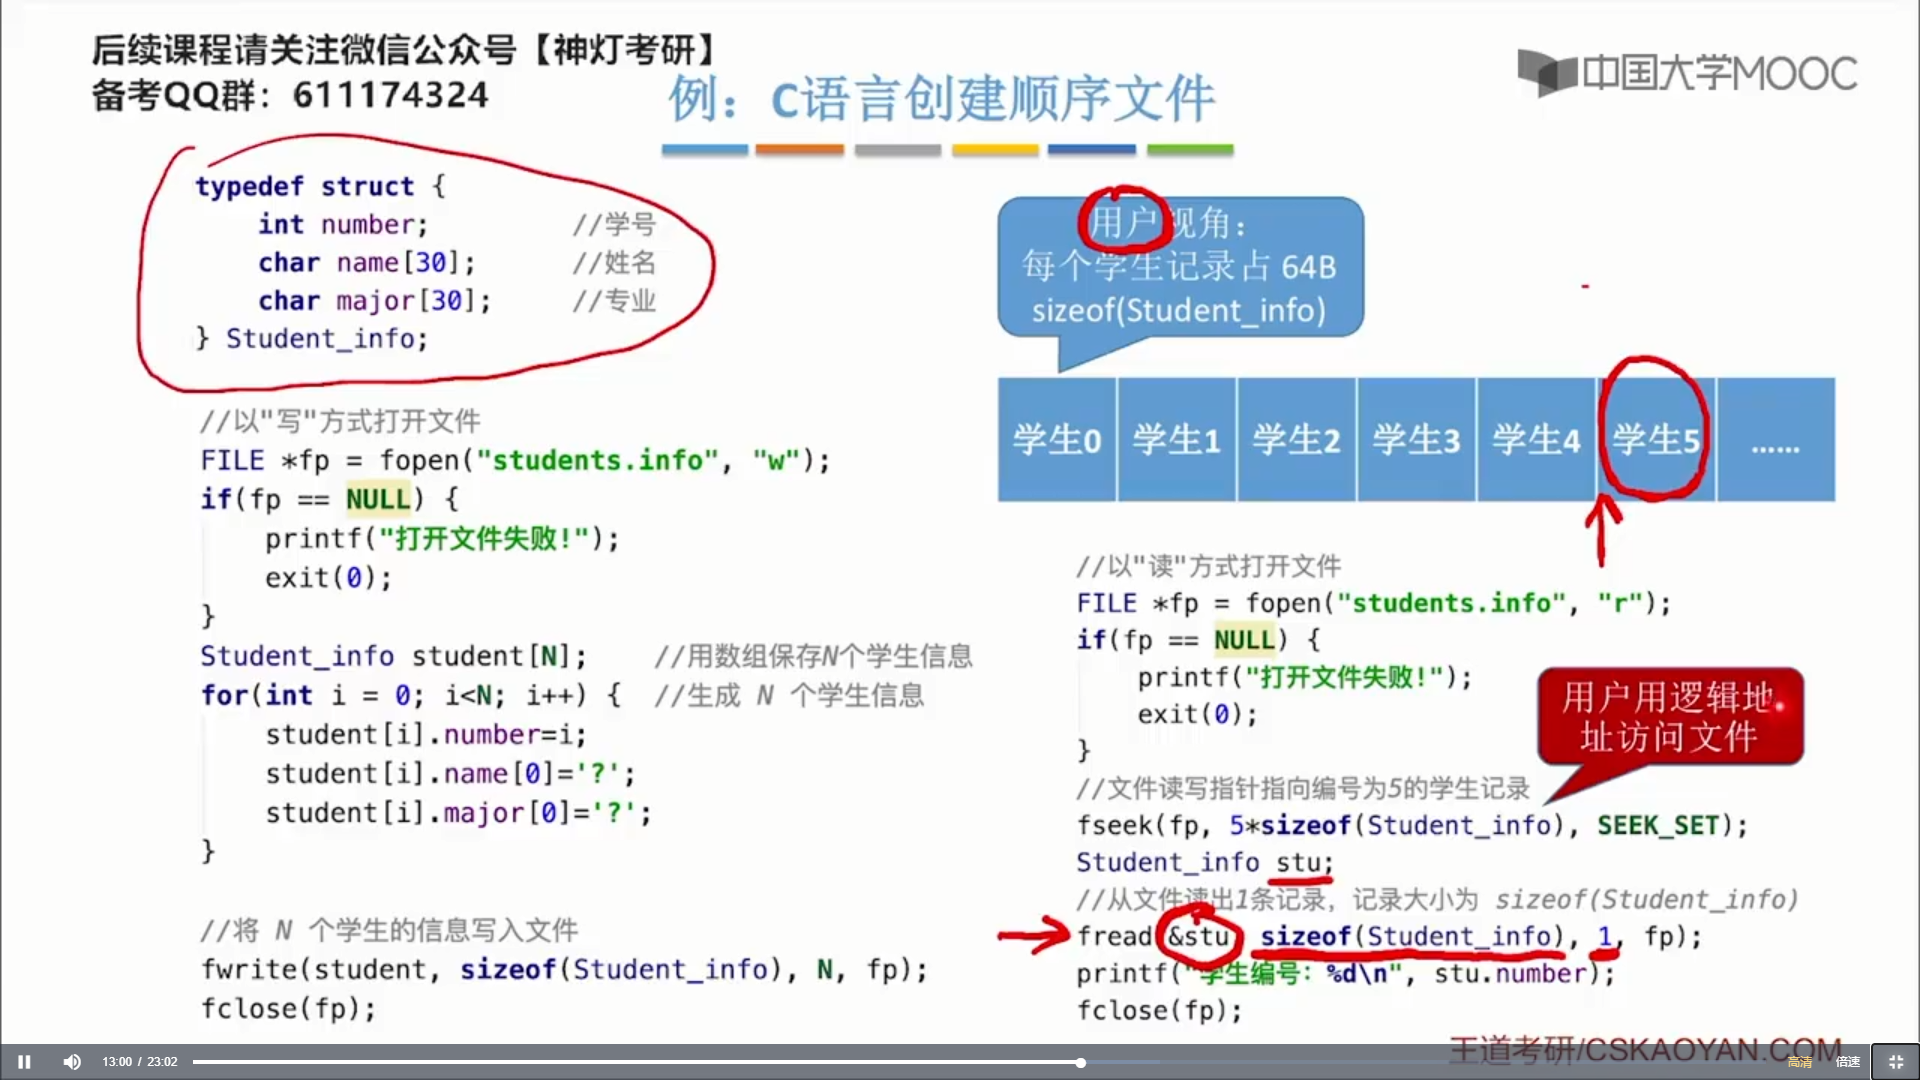 后续课程请关注微信公众号【神灯考研】
备考QQ群：611174324
中国大学MOOC
例：C语言创建顺序文件
typedef struct {
int number; //学号
char name[30]; //姓名
char major[30]; //专业
} Student_info;
//以"写"方式打开文件
FILE *fp = fopen("students.info", "w");
if(fp == NULL) {
printf("打开文件失败!");
exit(0);
}
Student_info student[N]; //用数组保存N个学生信息
for(int i = 0; i<N; i++) { //生成 N 个学生信息
student[i].number=i;
student[i].name[0]='?';
student[i].major[0]='?';
}
//将 N 个学生的信息写入文件
fwrite(student, sizeof(Student_info), N, fp);
fclose(fp);
用户视角：
每个学生记录占 64B
sizeof(Student_info)
学生0 学生1 学生2 学生3 学生4 学生5 ……
//以"读"方式打开文件
FILE *fp = fopen("students.info", "r");
if(fp == NULL) {
printf("打开文件失败!");
exit(0);
}
用户用逻辑地
址访问文件
//文件读写指针指向编号为5的学生记录
fseek(fp, 5*sizeof(Student_info), SEEK_SET);
Student_info stu;
//从文件读出1条记录，记录大小为 sizeof(Student_info)
fread(&stu, sizeof(Student_info), 1, fp);
printf("学生编号：%d\n", stu.number);
fclose(fp);
王道考研/CSKAOYAN.COM
13:00 / 23:02
高清 倍速